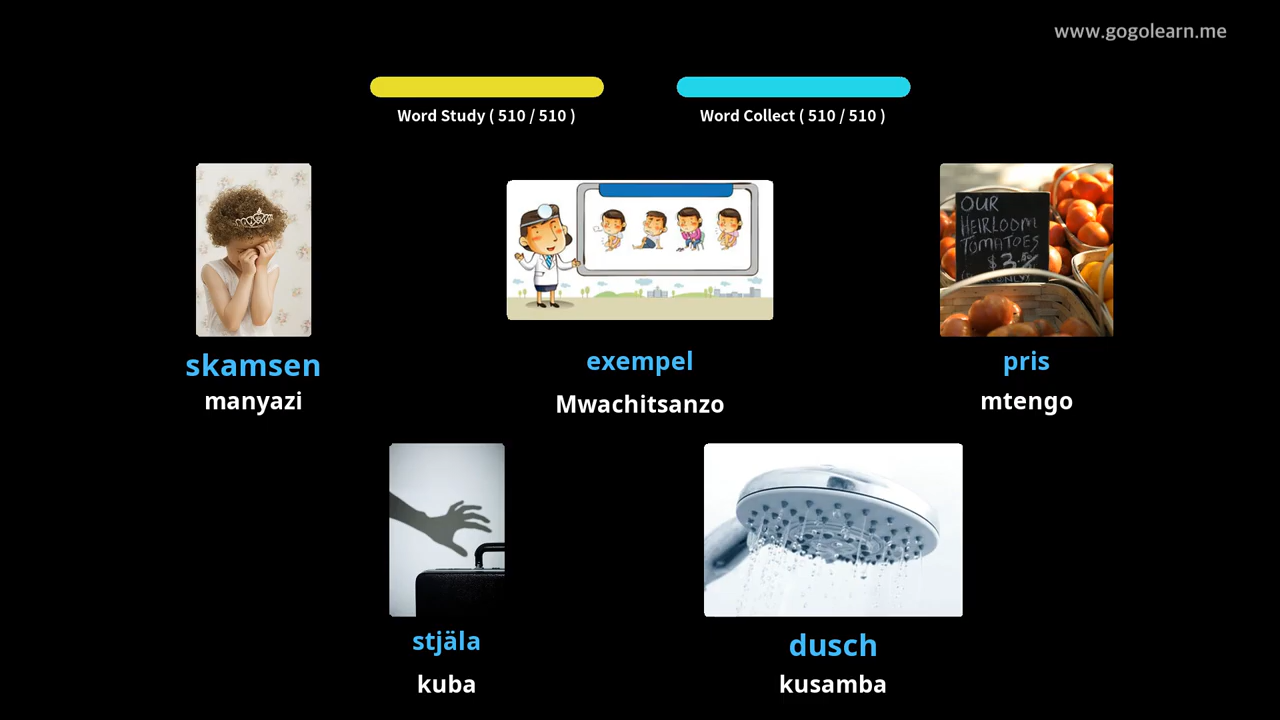 www.gogolearn.me
Word Study ( 510 / 510 )
Word Collect ( 510 / 510 )
OUR
HEIRLOOM
TOMATOES
skamsen
manyazi
exempel
Mwachitsanzo
pris
mtengo
stjäla
kuba
dusch
kusamba